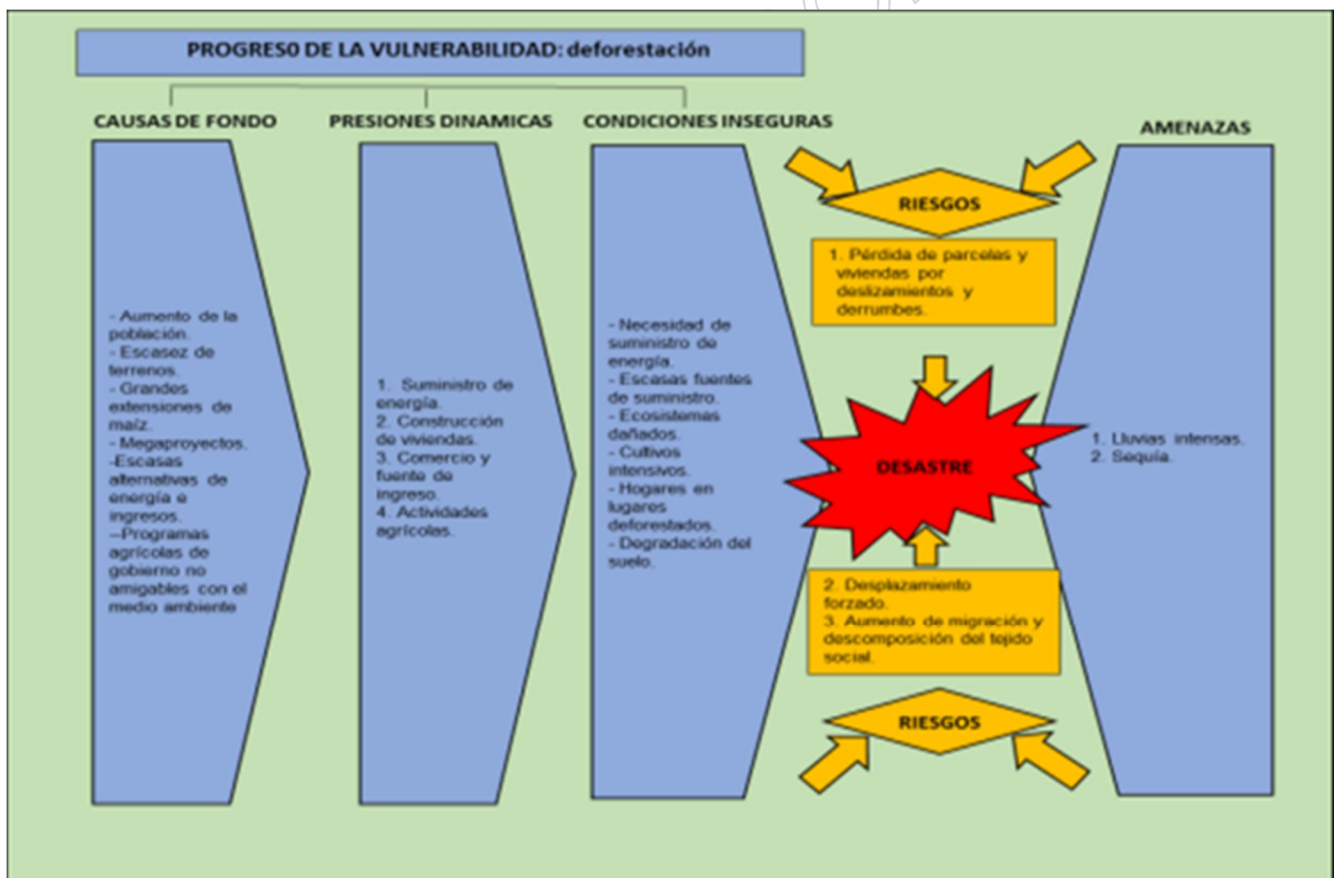 PROGRES0 DE LA VULNERABILIDAD: deforestación
CAUSAS DE FONDO
- Aumento de la
población.
- Escasez de
terrenos.
- Grandes
extensiones de
maíz.
- Megaproyectos.
-Escasas
alternativas de
energía e
ingresos.
–Programas
agrícolas de
gobierno no
amigables con el
medio ambiente
PRESIONES DINAMICAS
1. Suministro de
energía.
2. Construcción
de viviendas.
3. Comercio y
fuente de
ingreso.
4. Actividades
agrícolas.
CONDICIONES INSEGURAS
- Necesidad de
suministro de
energía.
- Escasas fuentes
de suministro.
- Ecosistemas
dañados.
- Cultivos
intensivos.
- Hogares en
lugares
deforestados.
- Degradación del
suelo.
RIESGOS
1. Pérdida de parcelas y
viviendas por
deslizamientos y
derrumbes.
DESASTRE
2. Desplazamiento
forzado.
3. Aumento de migración y
descomposición del tejido
social.
RIESGOS
AMENAZAS
1. Lluvias intensas.
2. Sequía.